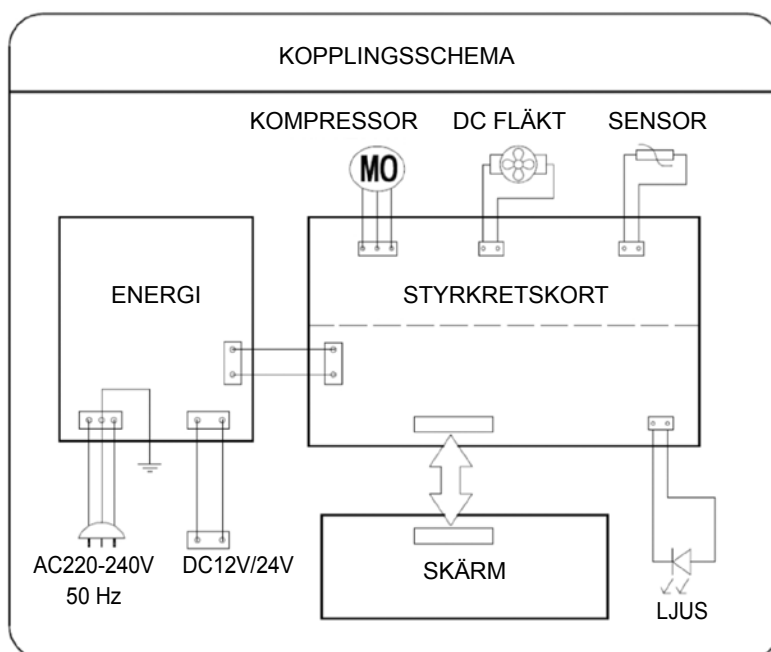 KOPPLINGSSCHEMA
KOMPRESSOR
DC FLÄKT
SENSOR
MO
ENERGI
STYRKRETSKORT
AC220-240V
50 Hz
DC12V/24V
SKÄRM
LJUS